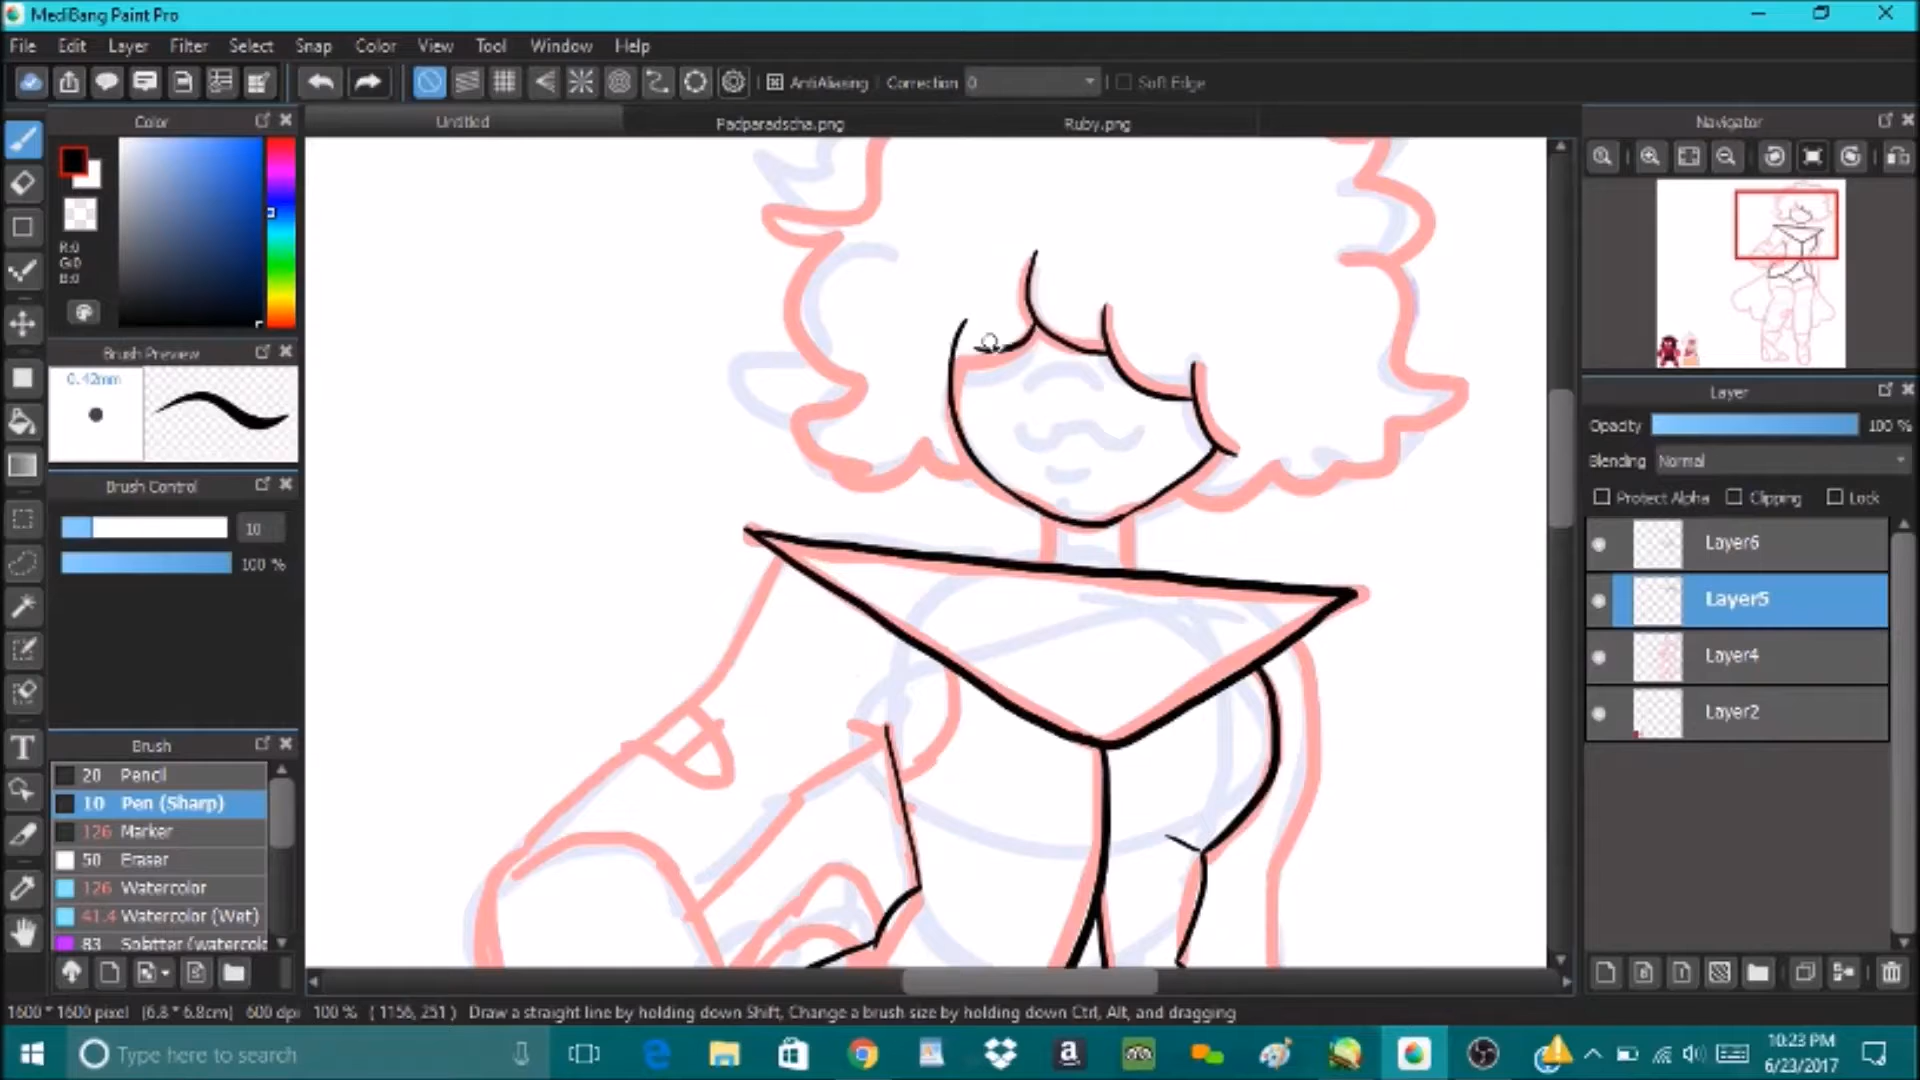 MediBang Paint Pro
File Edit Layer Filter Select Snap Color View Tool Window Help
AntiAliasing Correction 0 Soft Edge
Color
Untitled
Padparadscha.png
Ruby.png
Navigator
R:0
G:0
B:0
Brush Preview
0.42mm
Layer
Opacity 100 %
Blending Normal
Protect Alpha Clipping Lock
Brush Control
10
100 %
Layer6
Layer5
Layer4
Layer2
Brush
20 Pencil
10 Pen (Sharp)
126 Marker
50 Eraser
126 Watercolor
41.4 Watercolor (Wet)
83 Splatter (watercolo
1600 * 1600 pixel (6.8 * 6.8cm) 600 dpi 100 % ( 1156, 251 ) Draw a straight line by holding down Shift, Change a brush size by holding down Ctrl, Alt, and dragging
Type here to search
10:23 PM
6/23/2017